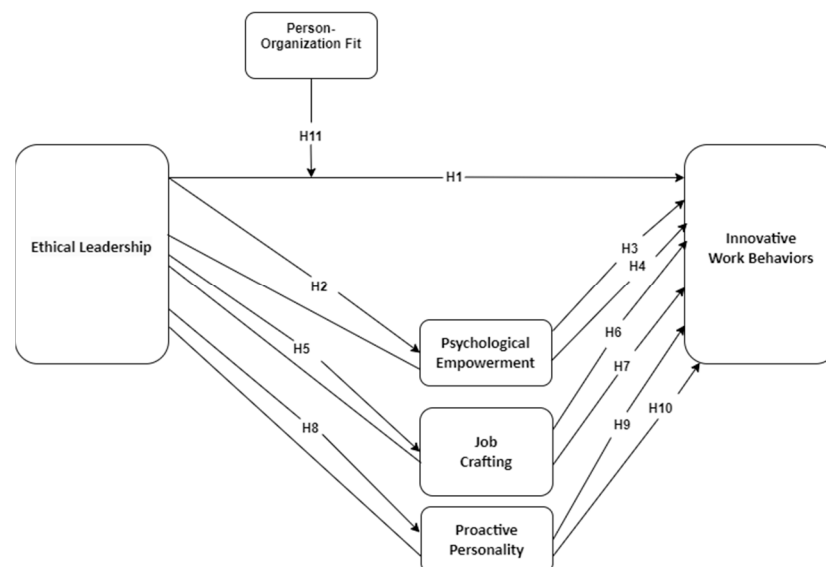 Person-
Organization Fit
H11
H1
Ethical Leadership
Innovative
Work Behaviors
H2
H3
H4
Psychological
Empowerment
H5
H6
H7
Job
Crafting
H8
H9
H10
Proactive
Personality